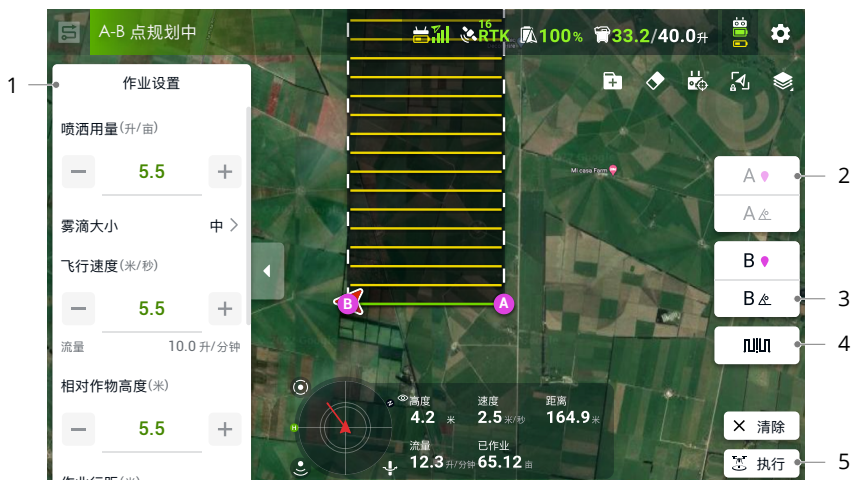 A-B 点规划中
16
RTK
100%
33.2/40.0升
1
作业设置
喷洒用量(升/亩)
5.5
雾滴大小
中
飞行速度(米/秒)
5.5
流量
10.0 升/分钟
相对作物高度(米)
5.5
Mi casa Farm
A
2
A
B
B
3
4
B
A
N
H
高度
4.2 米
速度
2.5 米/秒
距离
164.9 米
流量
12.3 升/分钟
已作业
65.12 亩
清除
执行
5